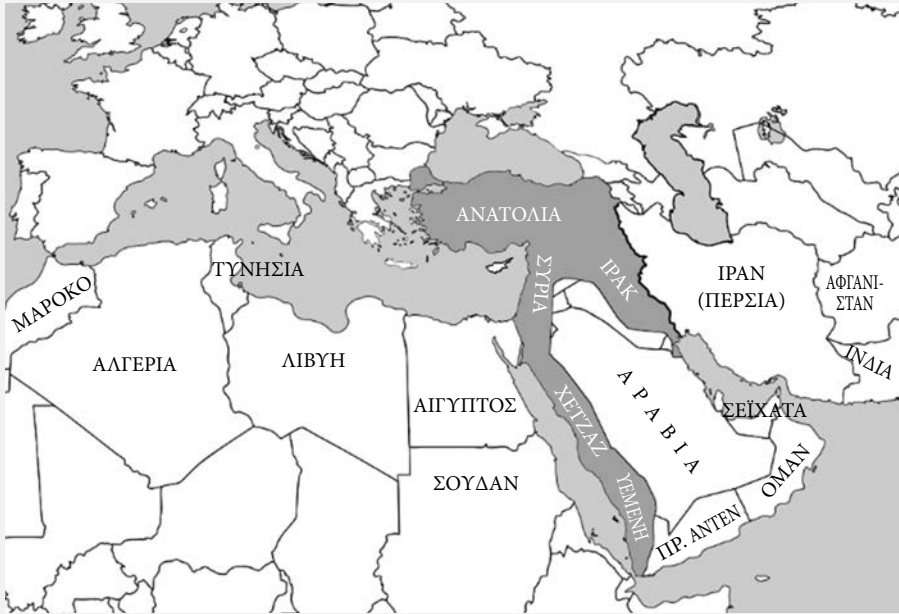 ΑΝΑΤΟΛΙΑ
ΣΥΡΙΑ
ΙΡΑΚ
ΤΥΝΗΣΙΑ
ΜΑΡΟΚΟ
ΙΡΑΝ
(ΠΕΡΣΙΑ)
ΑΦΓΑΝΙ-
ΣΤΑΝ
ΑΛΓΕΡΙΑ
ΛΙΒΥΗ
ΙΝΔΙΑ
ΑΙΓΥΠΤΟΣ
ΧΕΤΖΑΖ
ΑΡΑΒΙΑ
ΣΕΪΧΑΤΑ
ΣΟΥΔΑΝ
ΥΕΜΕΝΗ
ΟΜΑΝ
ΠΡ. ΑΝΤΕΝ